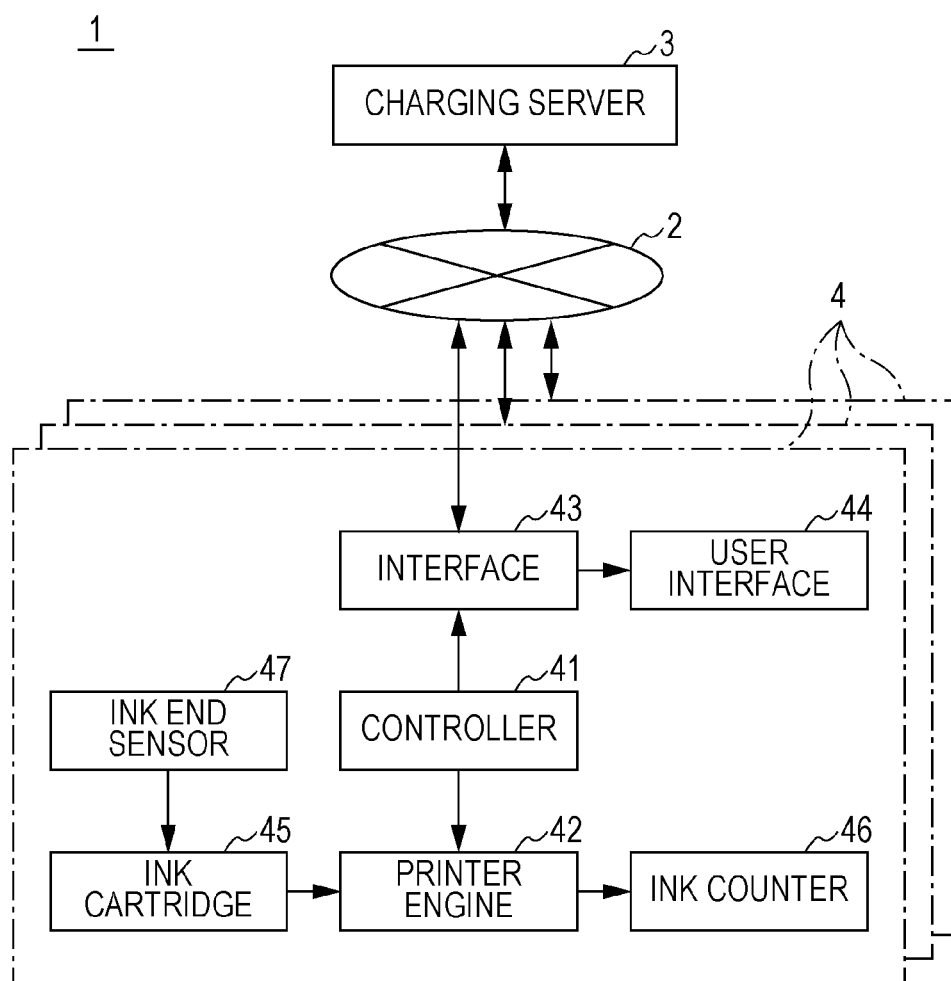 1
3
CHARGING SERVER
2
4
43
INTERFACE
44
USER
INTERFACE
47
INK END
SENSOR
41
CONTROLLER
45
INK
CARTRIDGE
42
PRINTER
ENGINE
46
INK COUNTER